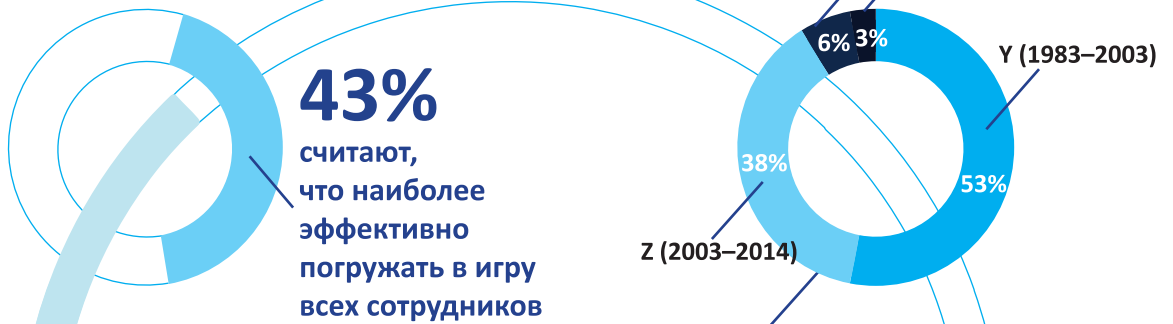 43%
считают,
что наиболее
эффективно
погружать в игру
всех сотрудников
6%
3%
Y (1983–2003)
38%
53%
Z (2003–2014)